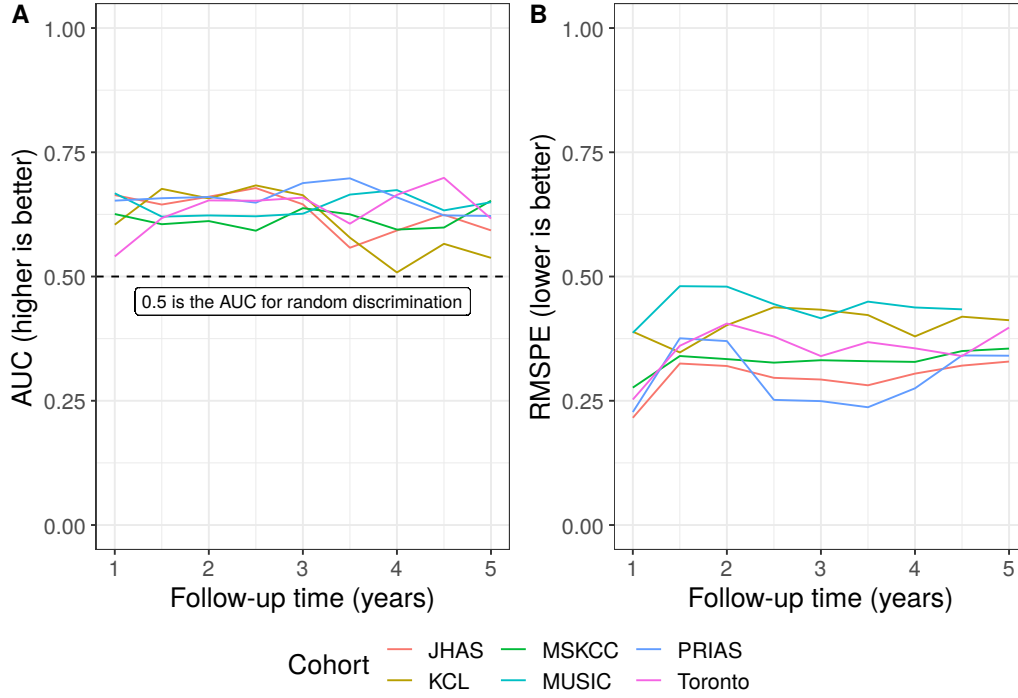 A
AUC (higher is better)
1.00
0.75
0.50
0.25
0.00
0.5 is the AUC for random discrimination
1 2 3 4 5
Follow-up time (years)
B
RMSPE (lower is better)
1.00
0.75
0.50
0.25
0.00
1 2 3 4 5
Follow-up time (years)
Cohort
JHAS MSKCC PRIAS
KCL MUSIC Toronto